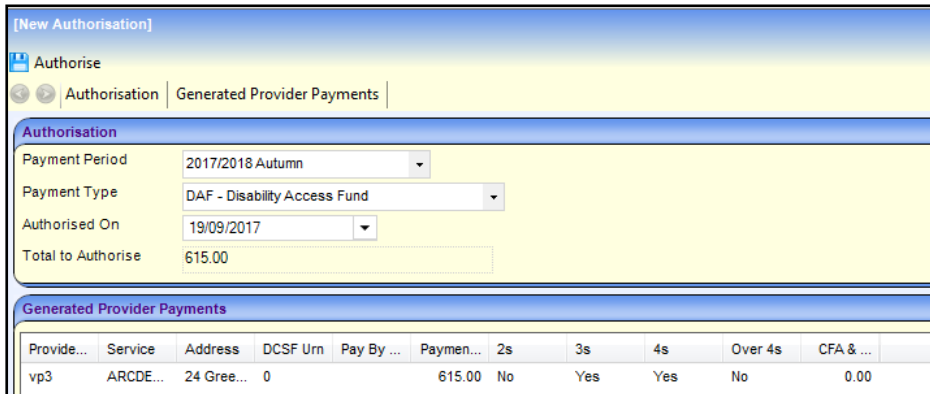 [New Authorisation]
Authorise
Authorisation Generated Provider Payments
Authorisation
Payment Period 2017/2018 Autumn
Payment Type DAF - Disability Access Fund
Authorised On 19/09/2017
Total to Authorise 615.00
Generated Provider Payments
Provide... Service Address DCSF Urn Pay By ... Paymen... 2s 3s 4s Over 4s CFA & ...
vp3 ARCDE... 24 Gree... 0 615.00 No Yes Yes No 0.00